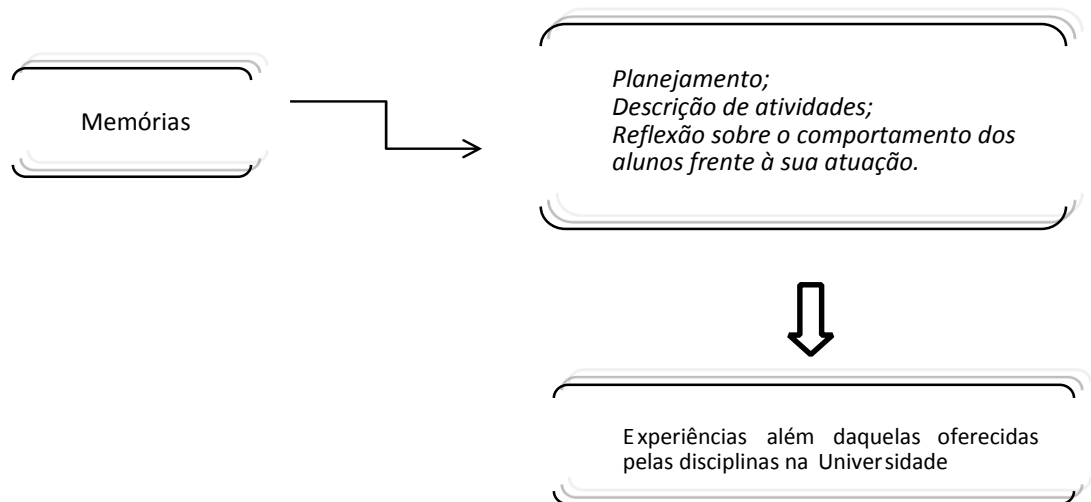 Memórias
Planejamento;
Descrição de atividades;
Reflexão sobre o comportamento dos
alunos frente à sua atuação.
Experiências além daquelas oferecidas
pelas disciplinas na Universidade